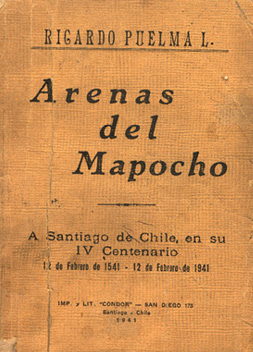 RICARDO PUELMA L.
Arenas
del
Mapocho
A Santiago de Chile, en su
IV Centenario
12 de Febrero de 1541 - 12 de Febrero de 1941
IMP. y LIT. "CONDOR" — SAN DIEGO 173
Santiago - Chile
1941